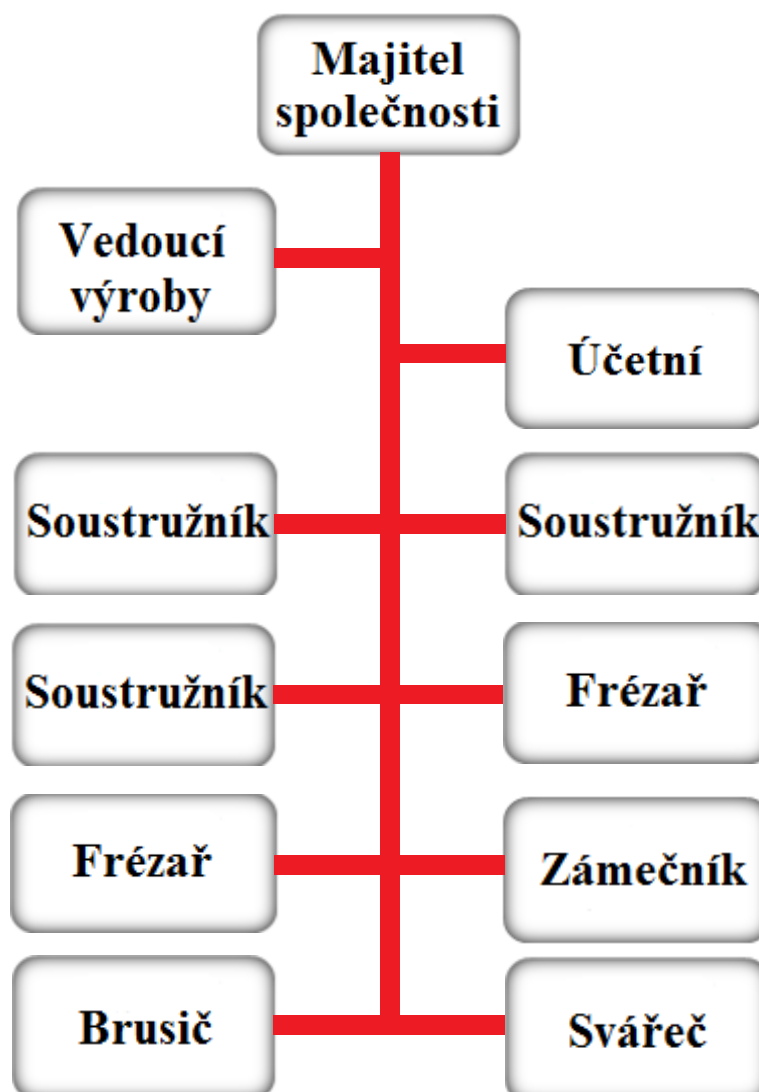 Majitel
společnosti
Vedoucí
výroby
Účetní
Soustružník
Soustružník
Soustružník
Frézař
Frézař
Zámečník
Brusič
Svářeč